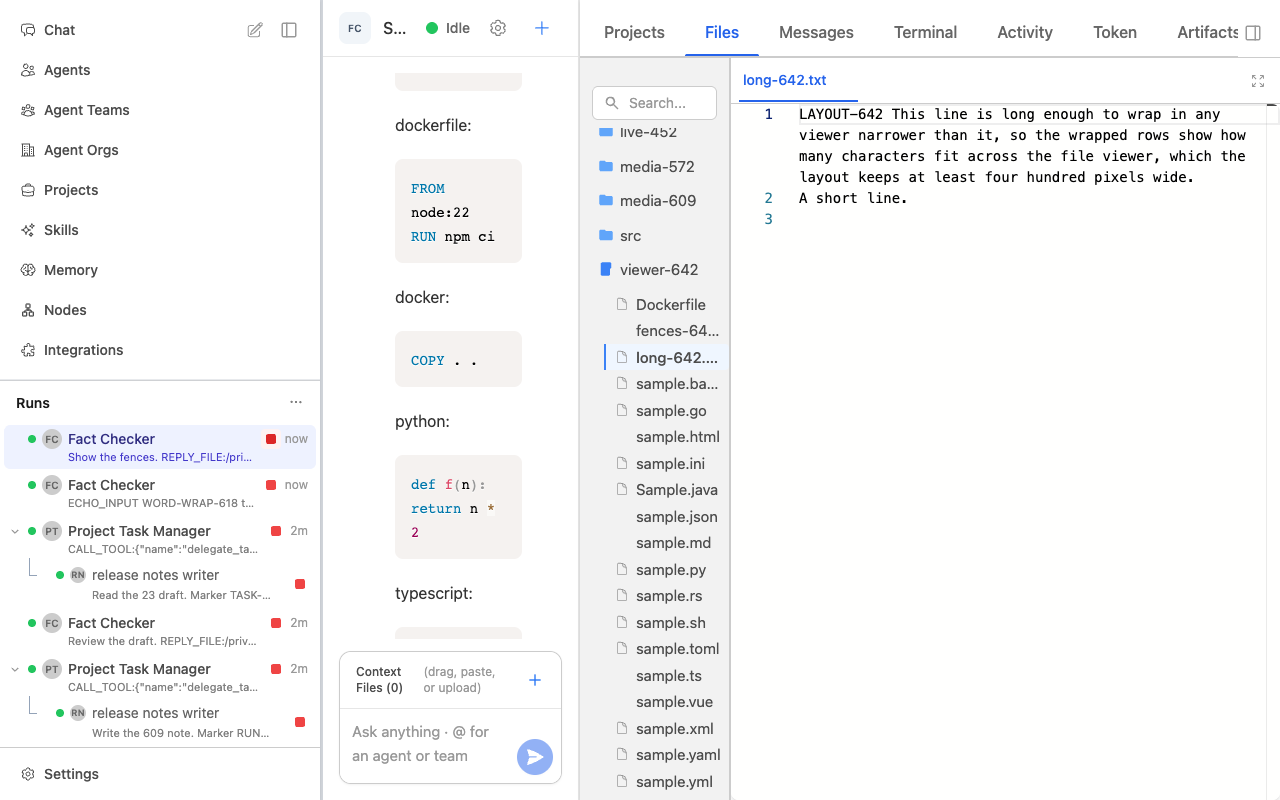 Chat
Agents
Agent Teams
Agent Orgs
Projects
Skills
Memory
Nodes
Integrations
Runs
FC Fact Checker now
Show the fences. REPLY_FILE:/pri...
FC Fact Checker now
ECHO_INPUT WORD-WRAP-618 t...
PT Project Task Manager 2m
CALL_TOOL:{"name":"delegate_ta...
RN release notes writer
Read the 23 draft. Marker TASK-...
FC Fact Checker 2m
Review the draft. REPLY_FILE:/priv...
PT Project Task Manager 2m
CALL_TOOL:{"name":"delegate_ta...
RN release notes writer
Write the 609 note. Marker RUN...
Settings
FC S... Idle
dockerfile:
FROM
node:22
RUN npm ci
docker:
COPY . .
python:
def f(n):
return n *
2
typescript:
Context
Files (0)
(drag, paste,
or upload)
Ask anything · @ for
an agent or team
Projects Files Messages Terminal Activity Token Artifacts
Search...
live-452
media-572
media-609
src
viewer-642
Dockerfile
fences-64...
long-642....
sample.ba...
sample.go
sample.html
sample.ini
Sample.java
sample.json
sample.md
sample.py
sample.rs
sample.sh
sample.toml
sample.ts
sample.vue
sample.xml
sample.yaml
sample.yml
long-642.txt
1 LAYOUT-642 This line is long enough to wrap in any
viewer narrower than it, so the wrapped rows show how
many characters fit across the file viewer, which the
layout keeps at least four hundred pixels wide.
2 A short line.
3